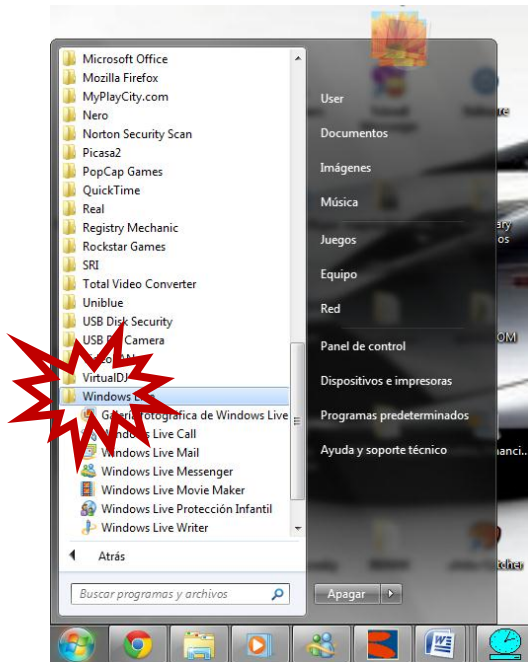 Microsoft Office
Mozilla Firefox
MyPlayCity.com
Nero
Norton Security Scan
Picasa2
PopCap Games
QuickTime
Real
Registry Mechanic
Rockstar Games
SRI
Total Video Converter
Uniblue
USB Disk Security
USB Camera
VirtualDJ
Windows Live
Galería fotográfica de Windows Live
Windows Live Call
Windows Live Mail
Windows Live Messenger
Windows Live Movie Maker
Windows Live Protección Infantil
Windows Live Writer
Atrás
Buscar programas y archivos
User
Documentos
Imágenes
Música
Juegos
Equipo
Red
Panel de control
Dispositivos e impresoras
Programas predeterminados
Ayuda y soporte técnico
Apagar